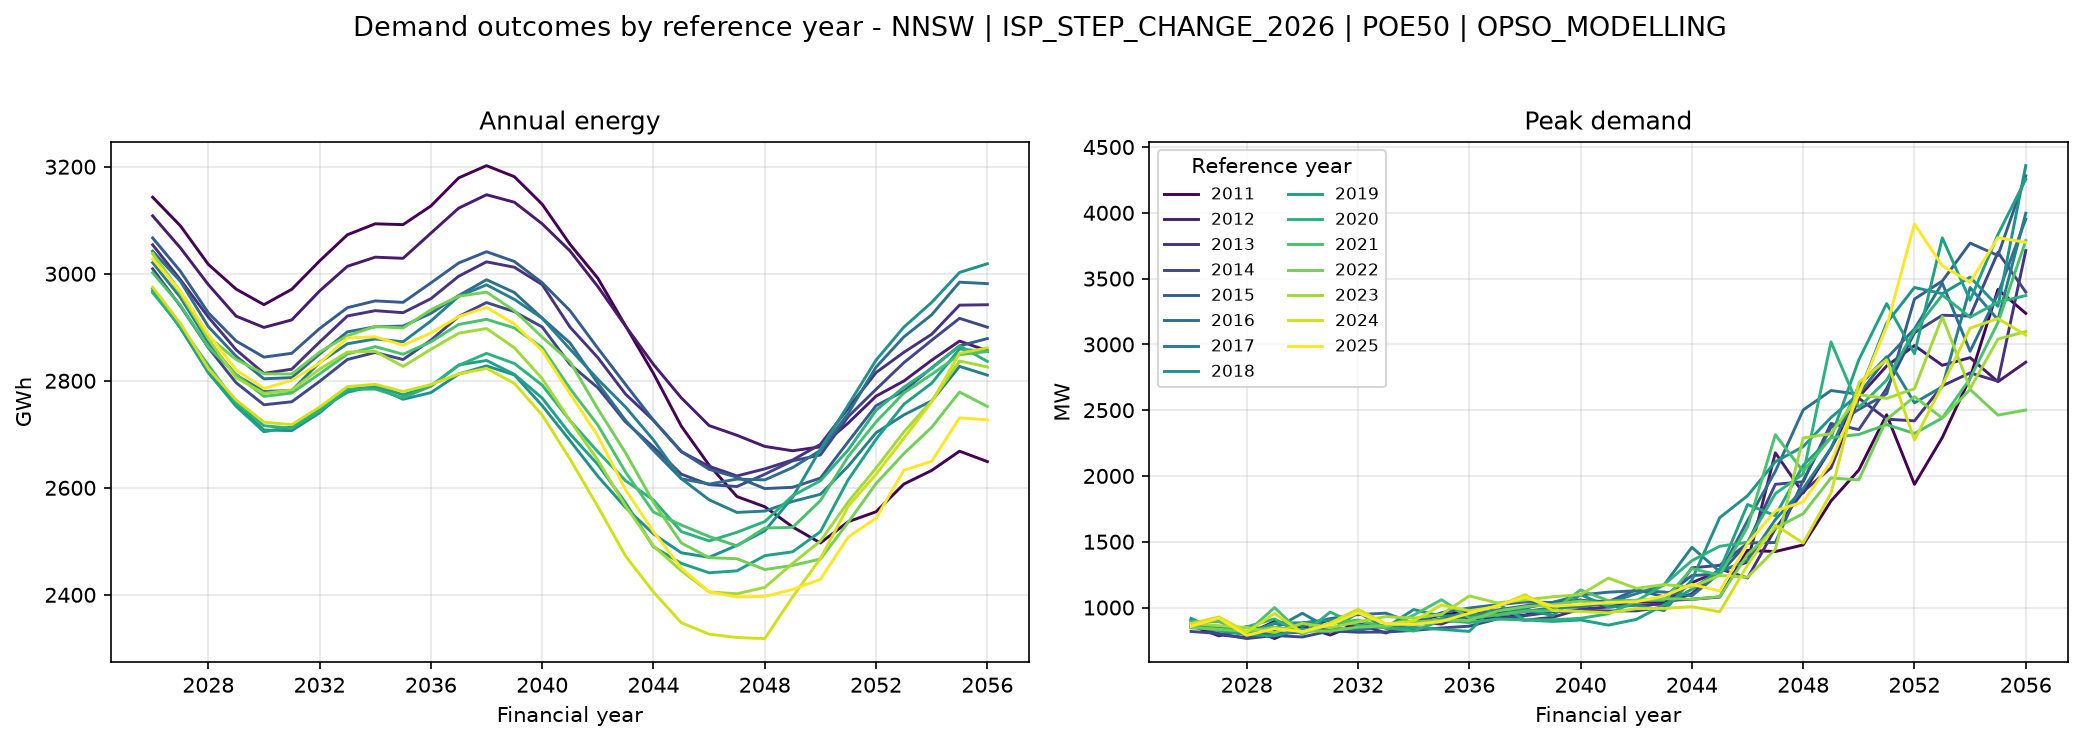 Demand outcomes by reference year - NNSW | ISP_STEP_CHANGE_2026 | POE50 | OPSO_MODELLING
Annual energy
3200
3000
2800
2600
2400
GWh
2028 2032 2036 2040 2044 2048 2052 2056
Financial year
Peak demand
4500
4000
3500
3000
2500
2000
1500
1000
MW
Reference year
2011
2012
2013
2014
2015
2016
2017
2018
2019
2020
2021
2022
2023
2024
2025
2028 2032 2036 2040 2044 2048 2052 2056
Financial year